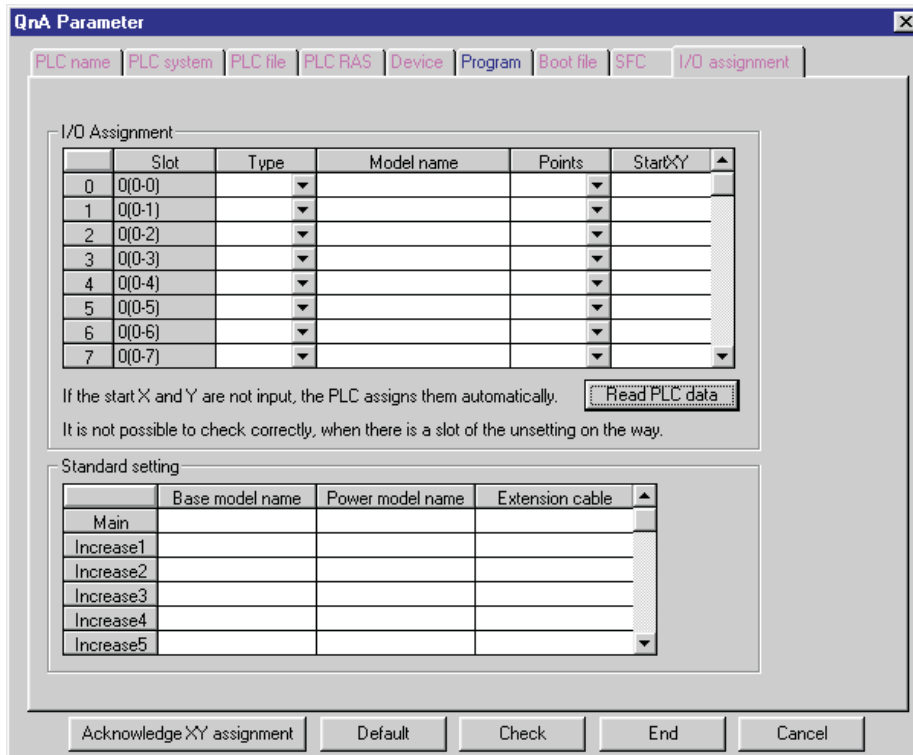 QnA Parameter
PLC name PLC system PLC file PLC RAS Device Program Boot file SFC I/O assignment
I/O Assignment
Slot Type Model name Points StartXY
0 0(0-0)
1 0(0-1)
2 0(0-2)
3 0(0-3)
4 0(0-4)
5 0(0-5)
6 0(0-6)
7 0(0-7)
If the start X and Y are not input, the PLC assigns them automatically. Read PLC data
It is not possible to check correctly, when there is a slot of the unsetting on the way.
Standard setting
Base model name Power model name Extension cable
Main
Increase1
Increase2
Increase3
Increase4
Increase5
Acknowledge XY assignment Default Check End Cancel